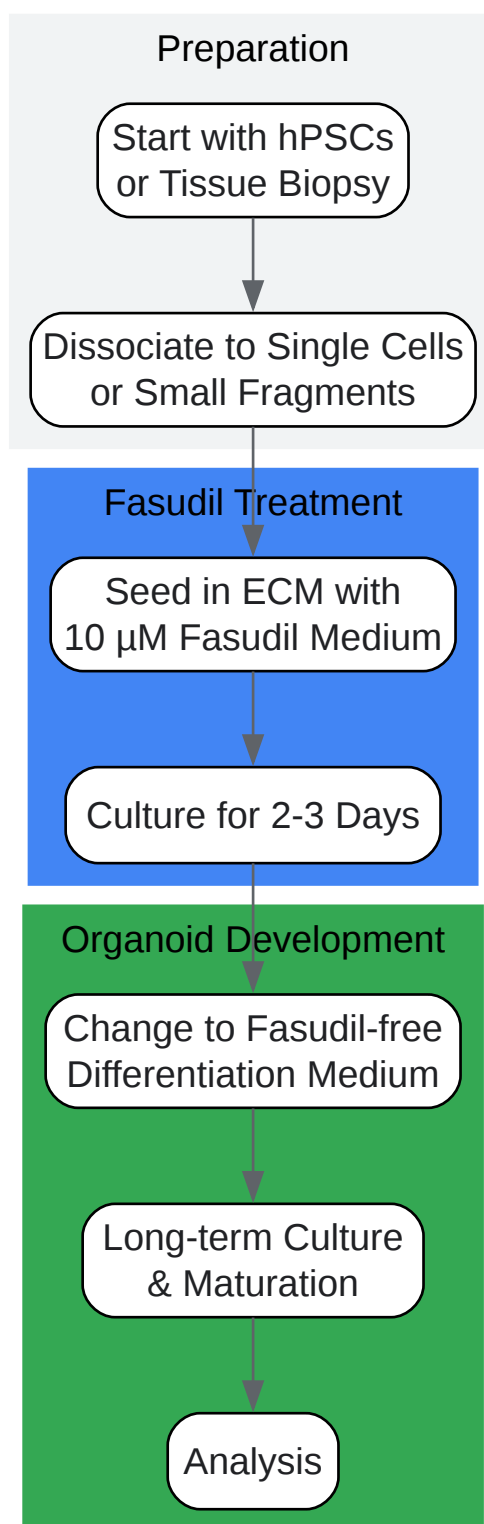 Preparation
Start with hPSCs
or Tissue Biopsy
Dissociate to Single Cells
or Small Fragments
Fasudil Treatment
Seed in ECM with
10 µM Fasudil Medium
Culture for 2-3 Days
Organoid Development
Change to Fasudil-free
Differentiation Medium
Long-term Culture
& Maturation
Analysis